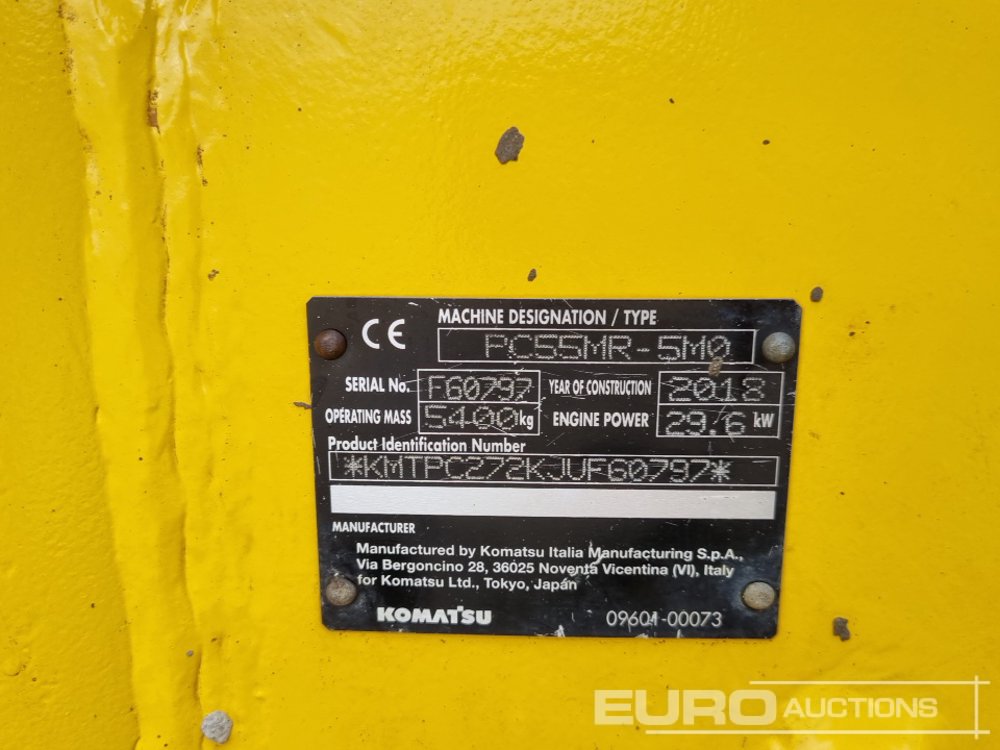 CE
MACHINE DESIGNATION / TYPE
PC55MR-5M0
SERIAL No. F60797 YEAR OF CONSTRUCTION 2018
OPERATING MASS 5400kg ENGINE POWER 29.6 kW
Product Identification Number
*KMTPC272KJVF60797*
MANUFACTURER
Manufactured by Komatsu Italia Manufacturing S.p.A.,
Via Bergoncino 28, 36025 Noventa Vicentina (VI), Italy
for Komatsu Ltd., Tokyo, Japan
KOMATSU 09601-00073
EURO AUCTIONS